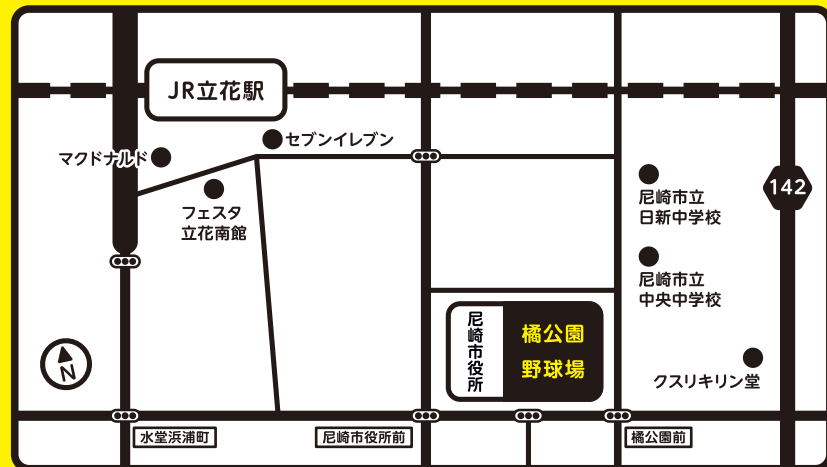 JR立花駅
セブンイレブン
マクドナルド
フェスタ
立花南館
尼崎市立
日新中学校
142
尼崎市立
中央中学校
尼崎市役所
橘公園
野球場
クスリキリン堂
N
水堂浜浦町
尼崎市役所前
橘公園前